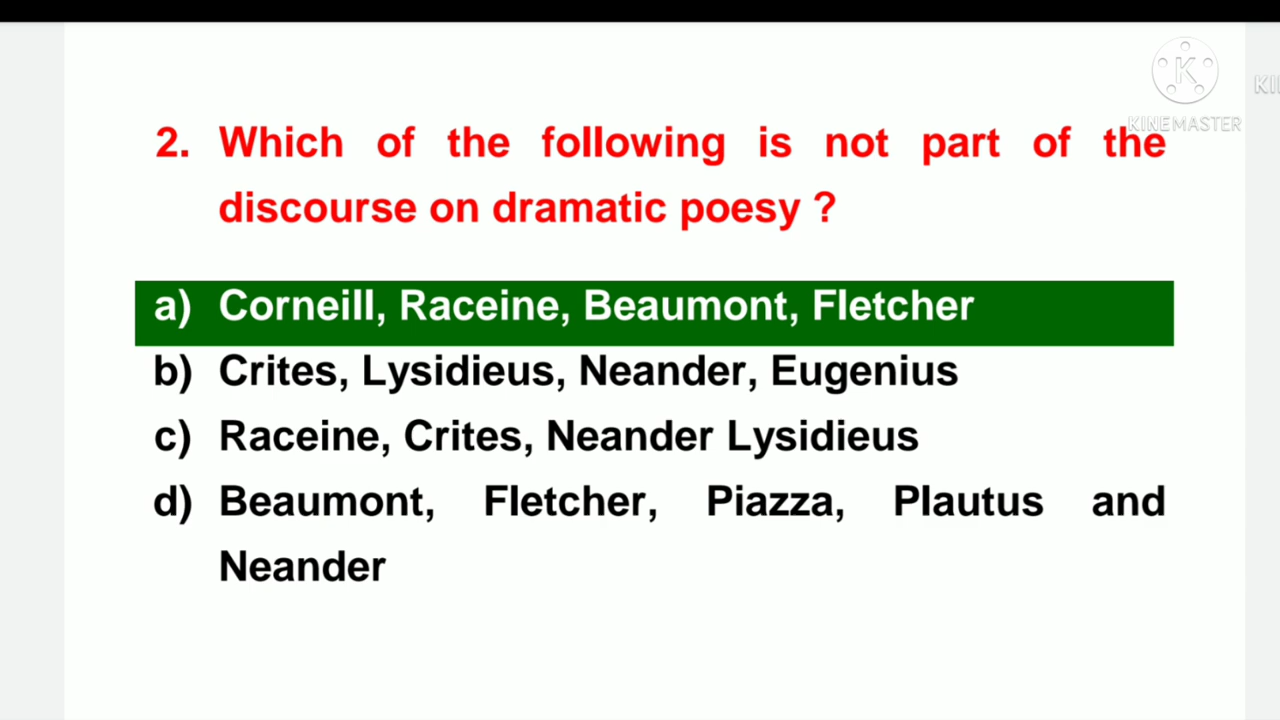 KINEMASTER
2. Which of the following is not part of the
discourse on dramatic poesy ?
a) Corneill, Raceine, Beaumont, Fletcher
b) Crites, Lysidieus, Neander, Eugenius
c) Raceine, Crites, Neander Lysidieus
d) Beaumont, Fletcher, Piazza, Plautus and
Neander